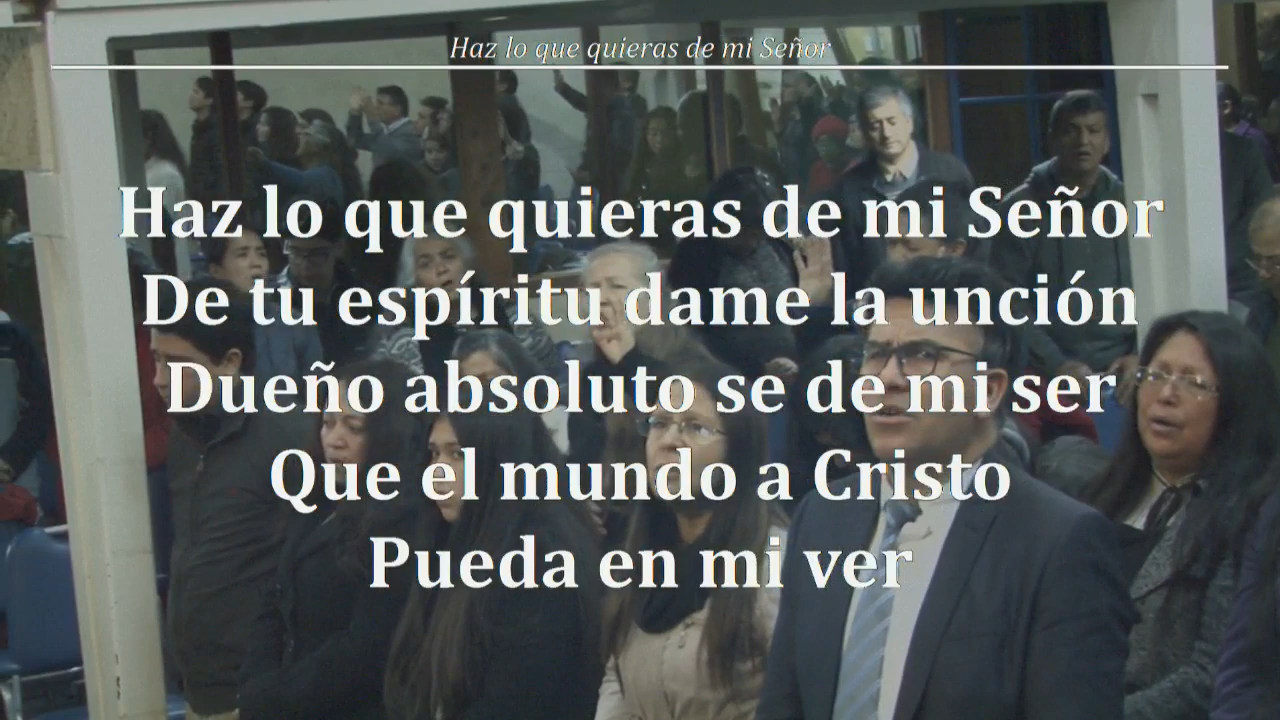 Haz lo que quieras de mi Señor
Haz lo que quieras de mi Señor
De tu espíritu dame la unción
Dueño absoluto se de mi ser
Que el mundo a Cristo
Pueda en mi ver